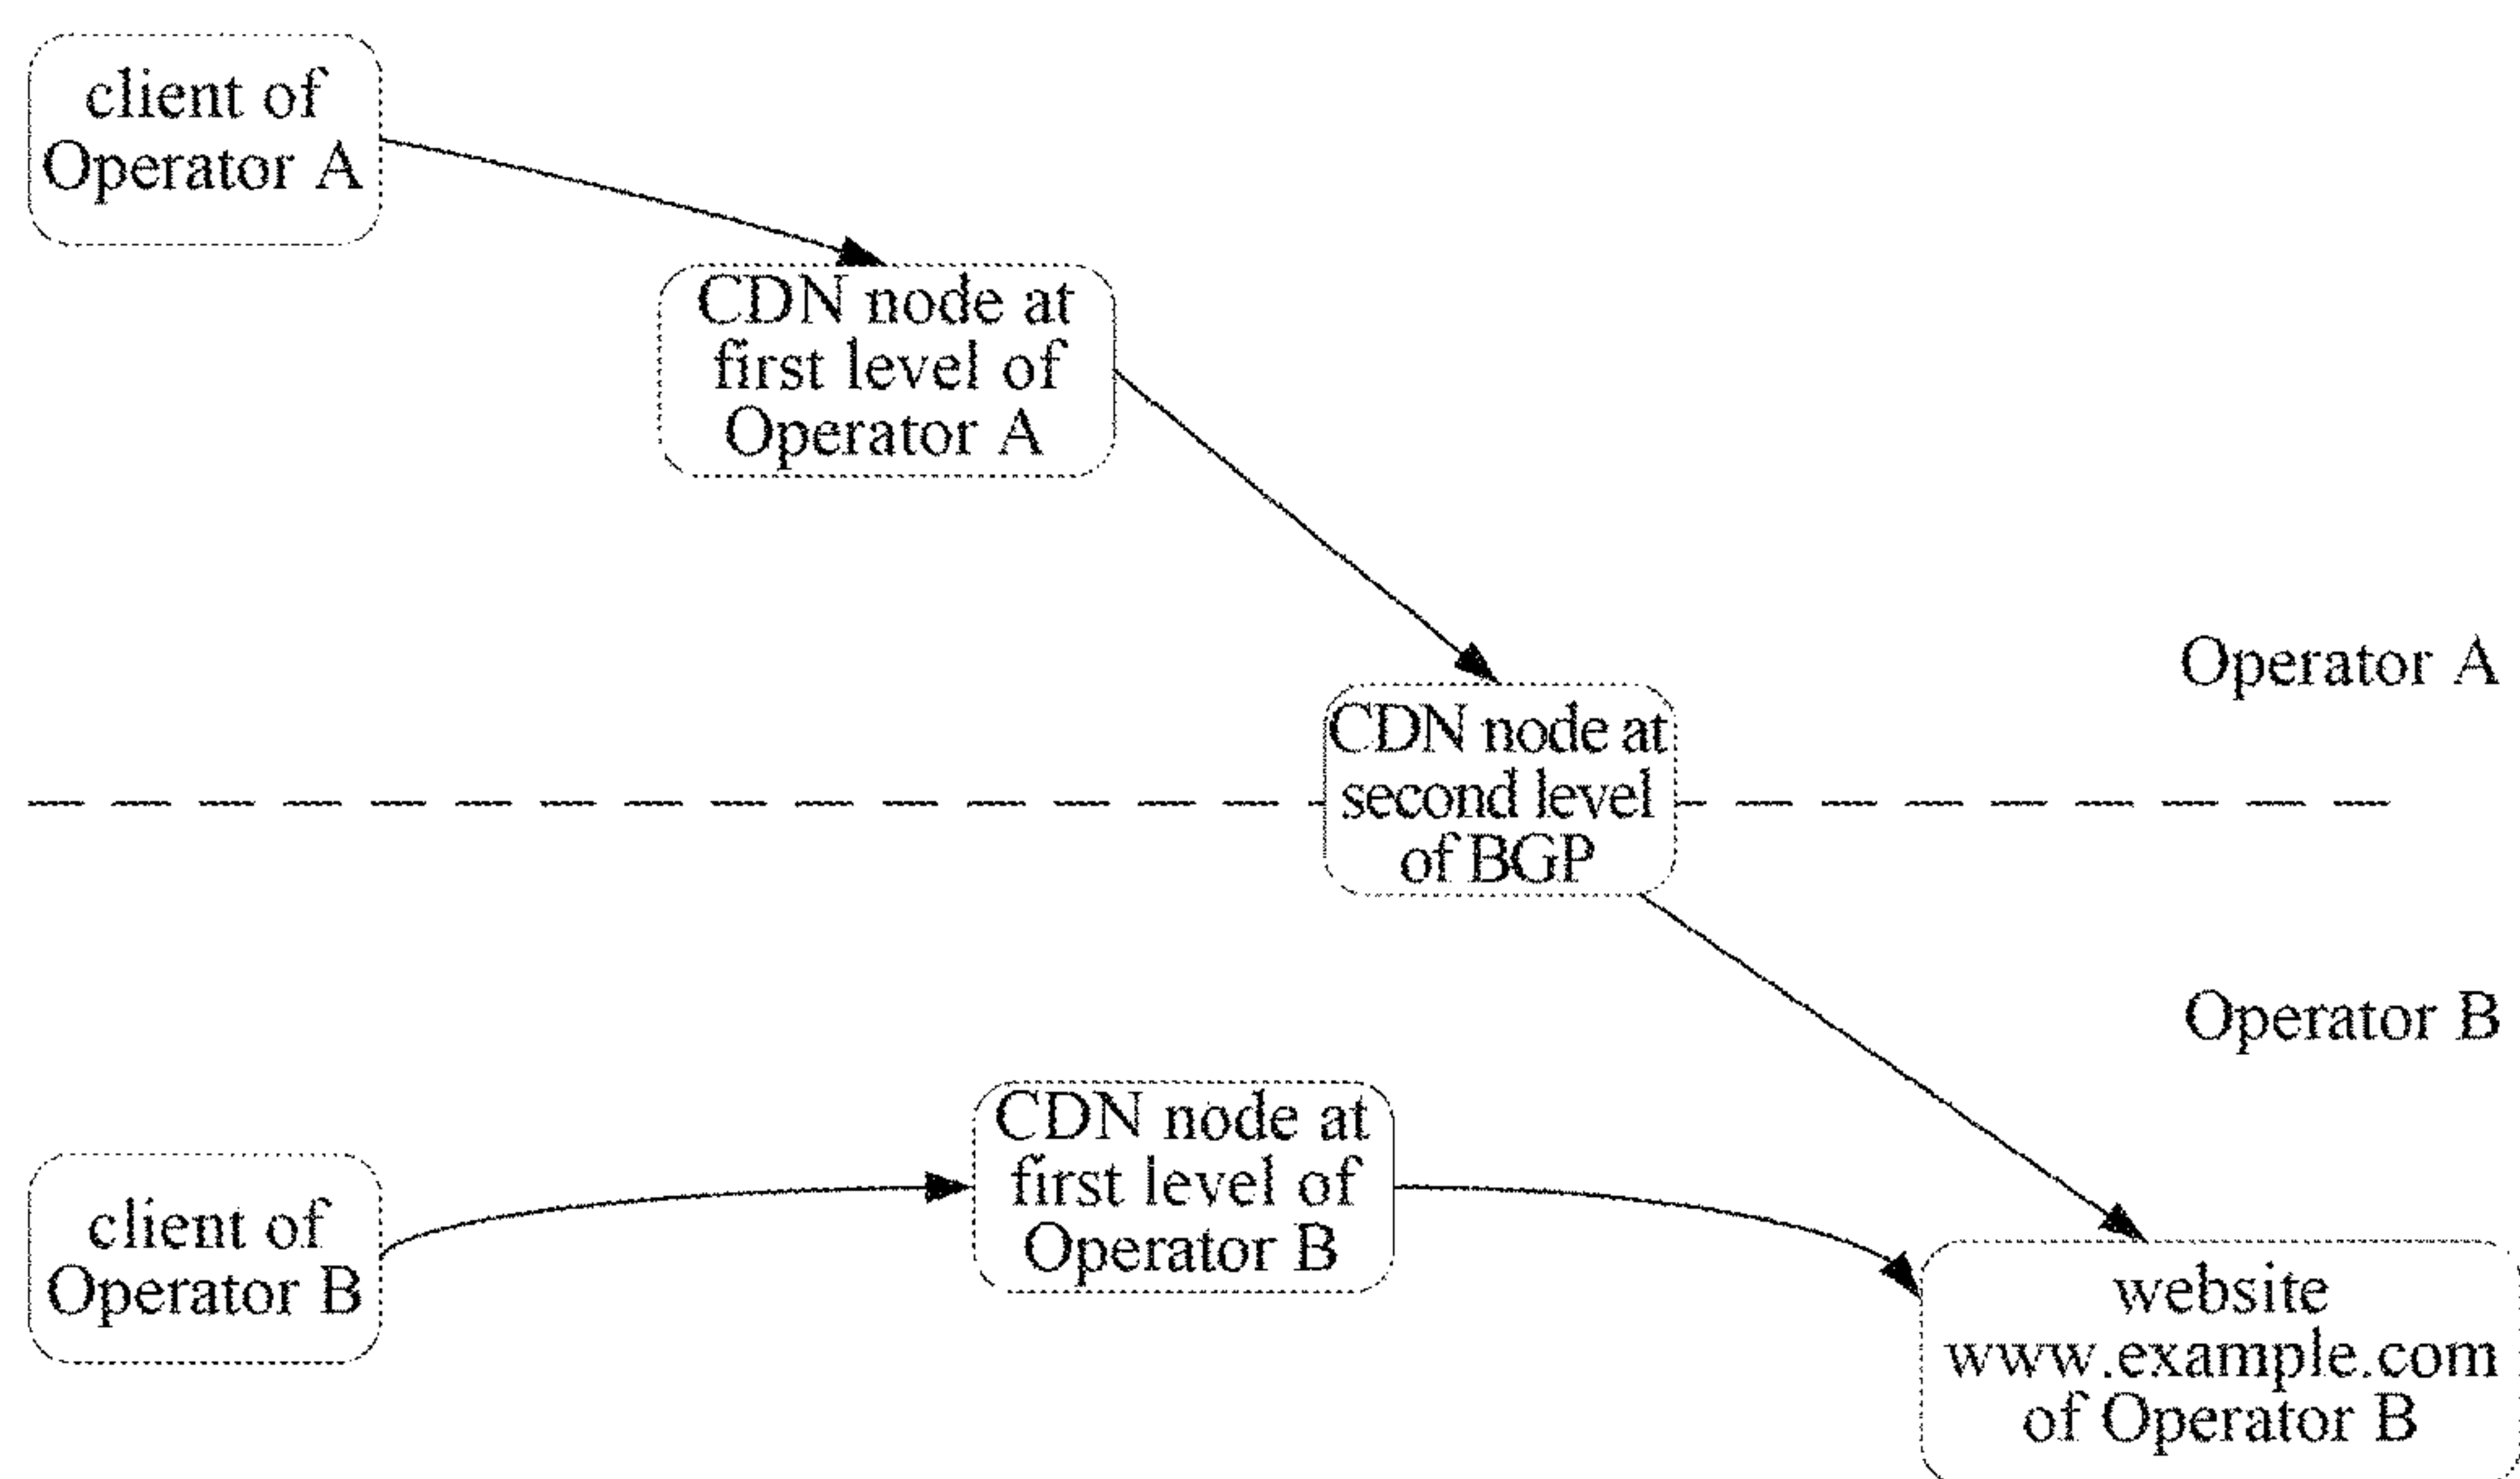 client of
Operator A
CDN node at
first level of
Operator A
Operator A
CDN node at
second level
of BGP
Operator B
CDN node at
first level of
Operator B
client of
Operator B
website
www.example.com
of Operator B